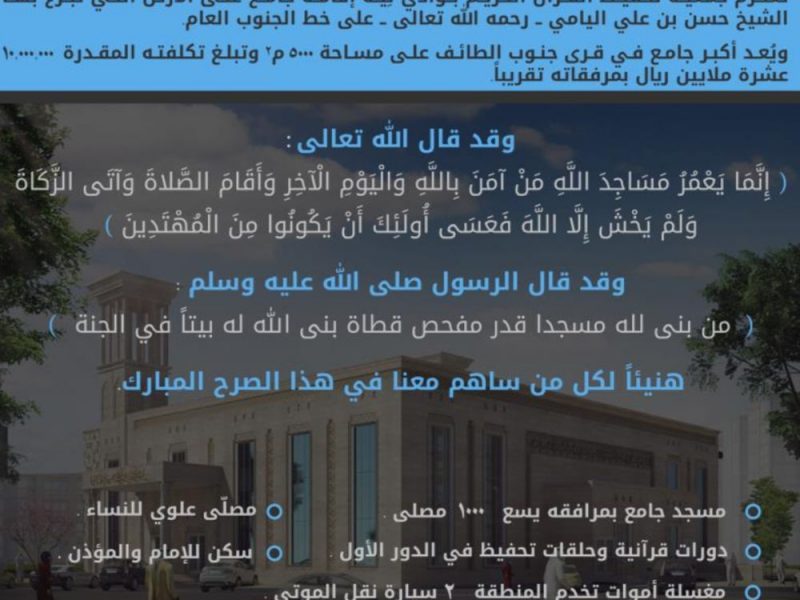 الشيخ حسن بن علي اليامي ـ رحمه الله تعالى ـ على خط الجنوب العام.
ويُعد أكبر جامع في قرى جنوب الطائف على مساحة ٥٠٠٠ م٢ وتبلغ تكلفته المقدرة ١٠,٠٠٠,٠٠٠
عشرة ملايين ريال بمرفقاته تقريباً.
وقد قال الله تعالى :
( إِنَّمَا يَعْمُرُ مَسَاجِدَ اللَّهِ مَنْ آمَنَ بِاللَّهِ وَالْيَوْمِ الْآخِرِ وَأَقَامَ الصَّلَاةَ وَآتَى الزَّكَاةَ
وَلَمْ يَخْشَ إِلَّا اللَّهَ فَعَسَى أُولَئِكَ أَنْ يَكُونُوا مِنَ الْمُهْتَدِينَ )
وقد قال الرسول صلى الله عليه وسلم :
( من بنى لله مسجدا قدر مفحص قطاة بنى الله له بيتاً في الجنة )
هنيئاً لكل من ساهم معنا في هذا الصرح المبارك.
مسجد جامع بمرافقه يسع ١٠٠٠ مصلى .
مصلّى علوي للنساء .
دورات قرآنية وحلقات تحفيظ في الدور الأول .
سكن للإمام والمؤذن .
مغسلة أموات تخدم المنطقة ٢ سيارة نقل الموتى .